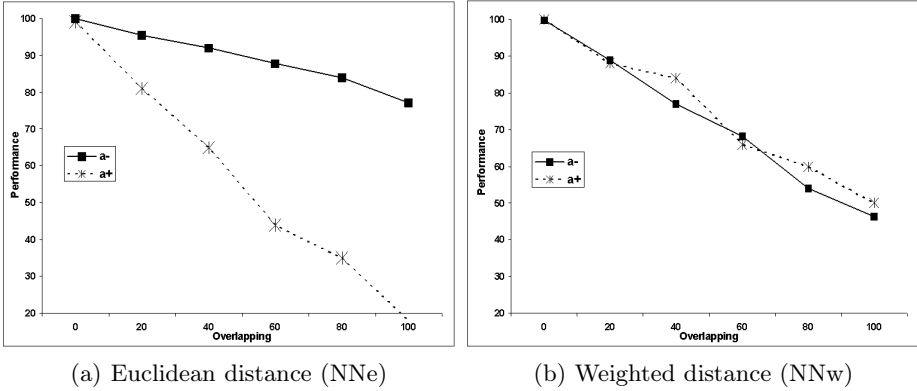 100
90
80
70
60
50
40
30
20
Performance
a-
a+
0 20 40 60 80 100
Overlapping
(a) Euclidean distance (NNe)
100
90
80
70
60
50
40
30
20
Performance
a-
a+
0 20 40 60 80 100
Overlapping
(b) Weighted distance (NNw)